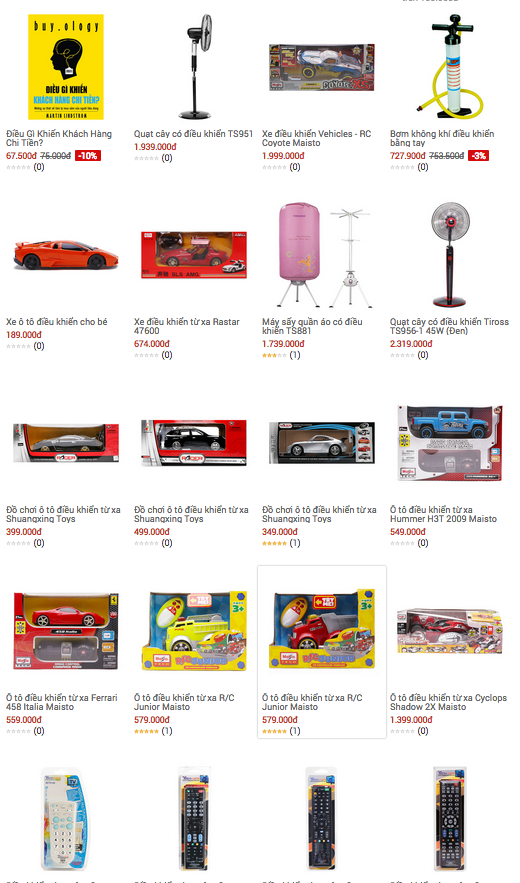 buy.ology
ĐIỀU GÌ KHIẾN
KHÁCH HÀNG
CHI TIỀN?
MARTIN LINDSTROM
Điều Gì Khiến Khách Hàng
Chi Tiền?
67.500đ 75.000đ -10%
(0)
Quạt cây có điều khiển TS951
1.939.000đ
(0)
Xe điều khiển Vehicles - RC
Coyote Maisto
1.999.000đ
(0)
Bơm không khí điều khiển
bằng tay
727.900đ 753.500đ -3%
(0)
Xe ô tô điều khiển cho bé
189.000đ
(0)
Xe điều khiển từ xa Rastar
47600
674.000đ
(0)
Máy sấy quần áo có điều
khiển TS881
1.739.000đ
(1)
Quạt cây có điều khiển Tiross
TS956-1 45W (Đen)
2.319.000đ
(0)
Đồ chơi ô tô điều khiển từ xa
Shuangxing Toys
399.000đ
(0)
Đồ chơi ô tô điều khiển từ xa
Shuangxing Toys
499.000đ
(0)
Đồ chơi ô tô điều khiển từ xa
Shuangxing Toys
349.000đ
(1)
Ô tô điều khiển từ xa
Hummer H3T 2009 Maisto
549.000đ
(0)
Ô tô điều khiển từ xa Ferrari
458 Italia Maisto
559.000đ
(0)
TRY
ME!
3+
Ô tô điều khiển từ xa R/C
Junior Maisto
579.000đ
(1)
TRY
ME!
3+
Ô tô điều khiển từ xa R/C
Junior Maisto
579.000đ
(1)
Ô tô điều khiển từ xa Cyclops
Shadow 2X Maisto
1.399.000đ
(0)